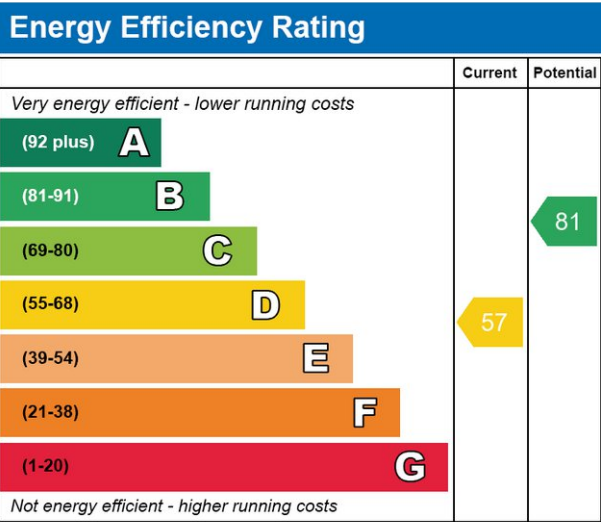 Energy Efficiency Rating
Current Potential
Very energy efficient - lower running costs
(92 plus) A
(81-91) B
81
(69-80) C
(55-68) D
57
(39-54) E
(21-38) F
(1-20) G
Not energy efficient - higher running costs